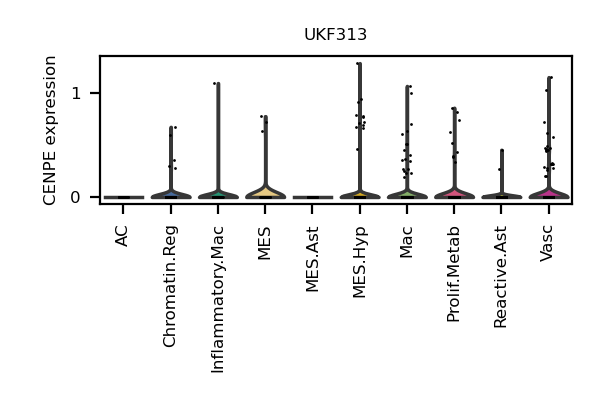 UKF313
CENPE expression
1
0
AC
Chromatin.Reg
Inflammatory.Mac
MES
MES.Ast
MES.Hyp
Mac
Prolif.Metab
Reactive.Ast
Vasc